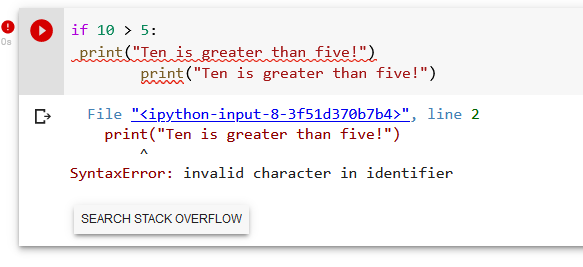 0s
if 10 > 5:
 print("Ten is greater than five!")
         print("Ten is greater than five!")
File "<ipython-input-8-3f51d370b7b4>", line 2
    print("Ten is greater than five!")
         ^
SyntaxError: invalid character in identifier
SEARCH STACK OVERFLOW